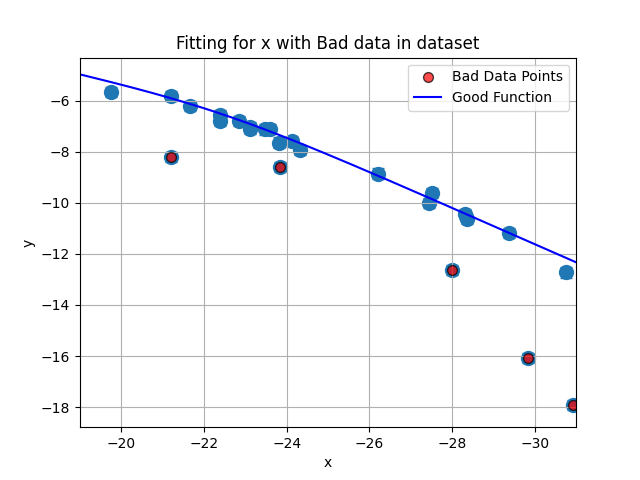 Fitting for x with Bad data in dataset
Bad Data Points
Good Function
−6
−8
−10
−12
−14
−16
−18
y
−20 −22 −24 −26 −28 −30
x